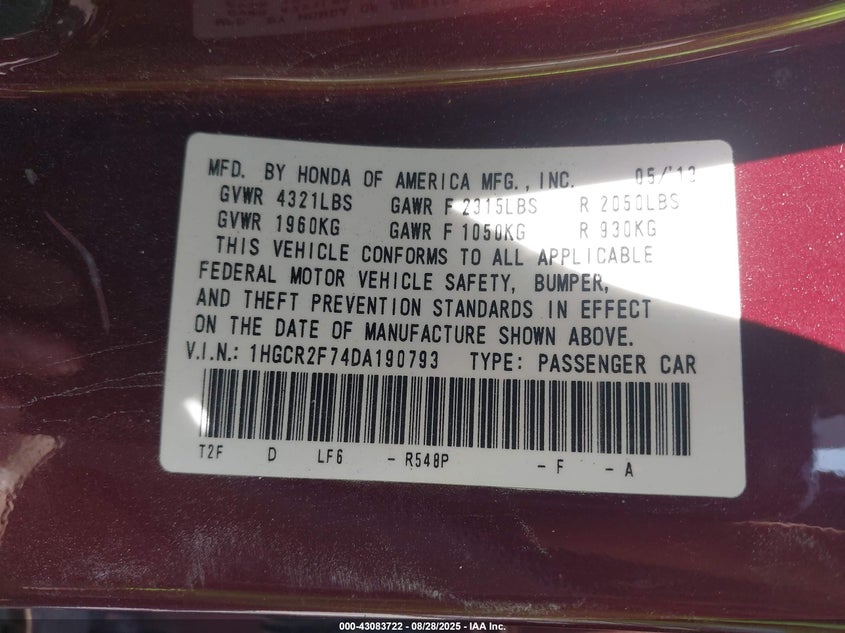 MFD. BY HONDA OF AMERICA MFG., INC. 05/'13
GVWR 4321LBS GAWR F 2315LBS R 2050LBS
GVWR 1960KG GAWR F 1050KG R 930KG
THIS VEHICLE CONFORMS TO ALL APPLICABLE
FEDERAL MOTOR VEHICLE SAFETY, BUMPER,
AND THEFT PREVENTION STANDARDS IN EFFECT
ON THE DATE OF MANUFACTURE SHOWN ABOVE.
V.I.N.: 1HGCR2F74DA190793 TYPE: PASSENGER CAR
T2F D LF6 - R548P - F - A
000-43083722 - 08/28/2025 - IAA Inc.